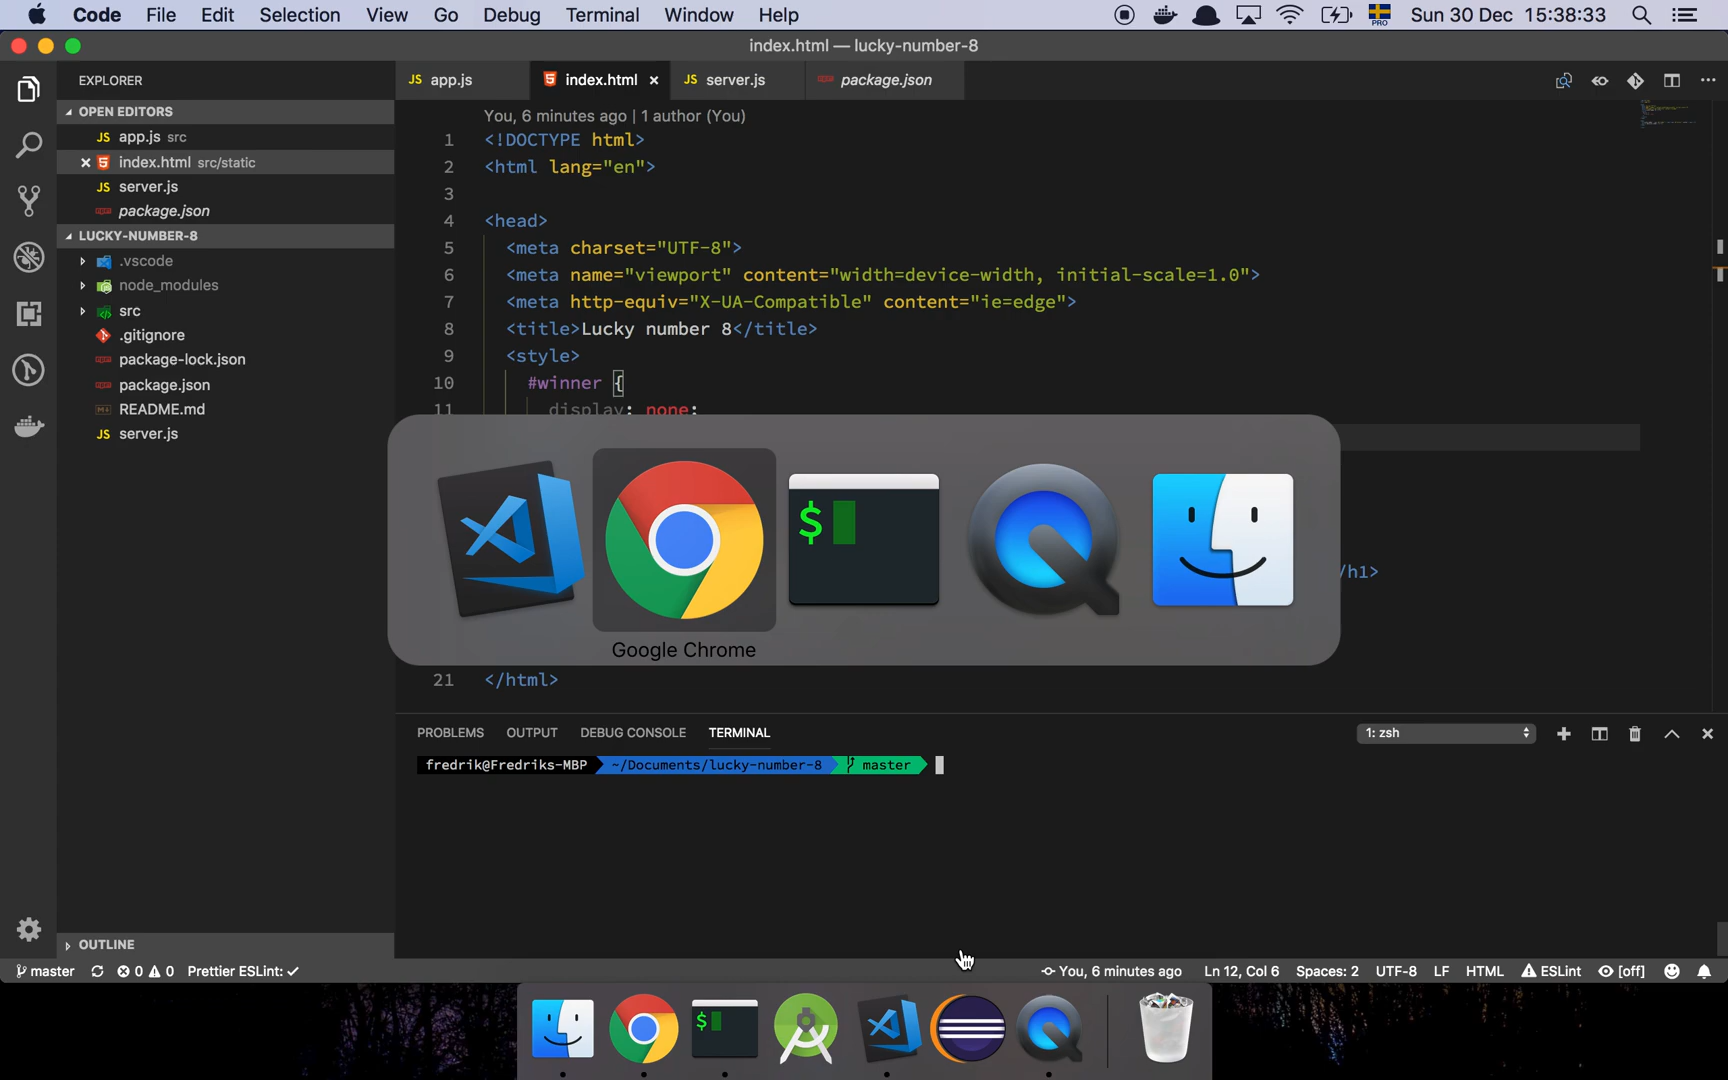 Code File Edit Selection View Go Debug Terminal Window Help PRO Sun 30 Dec 15:38:33
index.html — lucky-number-8
EXPLORER
JS app.js
index.html
JS server.js
package.json
OPEN EDITORS
JS app.js src
index.html src/static
JS server.js
package.json
LUCKY-NUMBER-8
.vscode
node_modules
src
.gitignore
package-lock.json
package.json
README.md
JS server.js
OUTLINE
You, 6 minutes ago | 1 author (You)
1 <!DOCTYPE html>
2 <html lang="en">
3
4 <head>
5 <meta charset="UTF-8">
6 <meta name="viewport" content="width=device-width, initial-scale=1.0">
7 <meta http-equiv="X-UA-Compatible" content="ie=edge">
8 <title>Lucky number 8</title>
9 <style>
10 #winner {
11 display: none;
$
/h1>
Google Chrome
21 </html>
PROBLEMS OUTPUT DEBUG CONSOLE TERMINAL 1: zsh
fredrik@Fredriks-MBP ~/Documents/lucky-number-8 master
master 0 0 Prettier ESLint: ✓ You, 6 minutes ago Ln 12, Col 6 Spaces: 2 UTF-8 LF HTML ESLint [off]
$